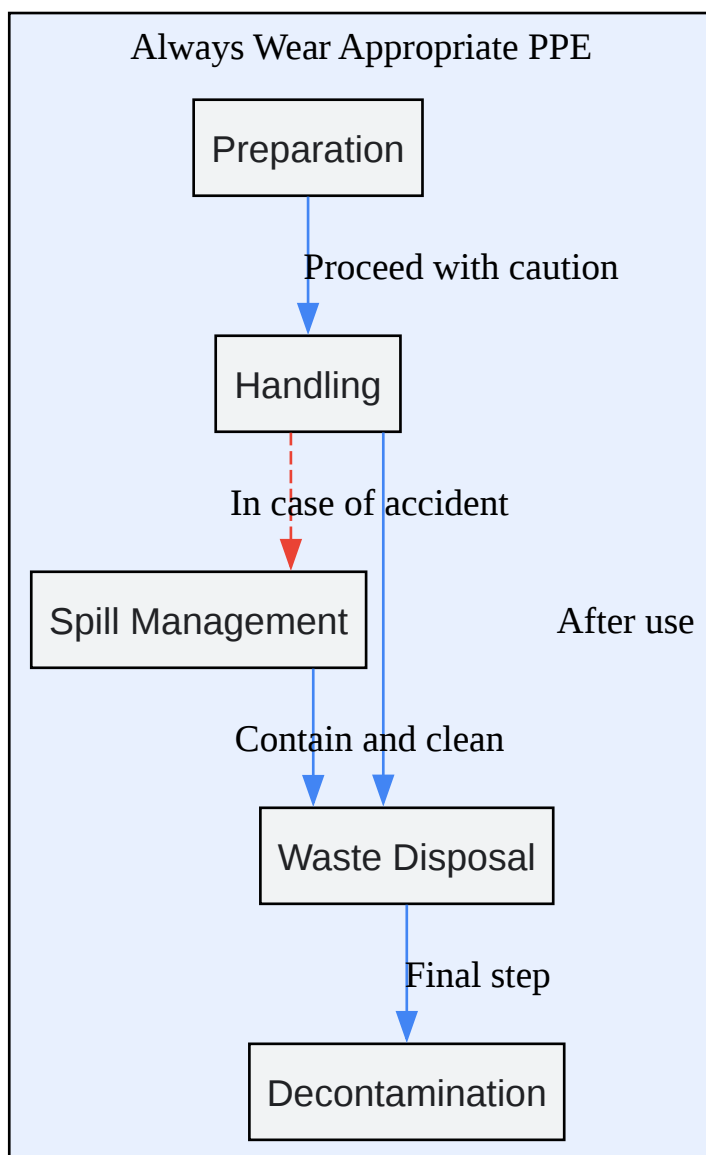 Always Wear Appropriate PPE
Preparation
Proceed with caution
Handling
In case of accident
Spill Management
After use
Contain and clean
Waste Disposal
Final step
Decontamination